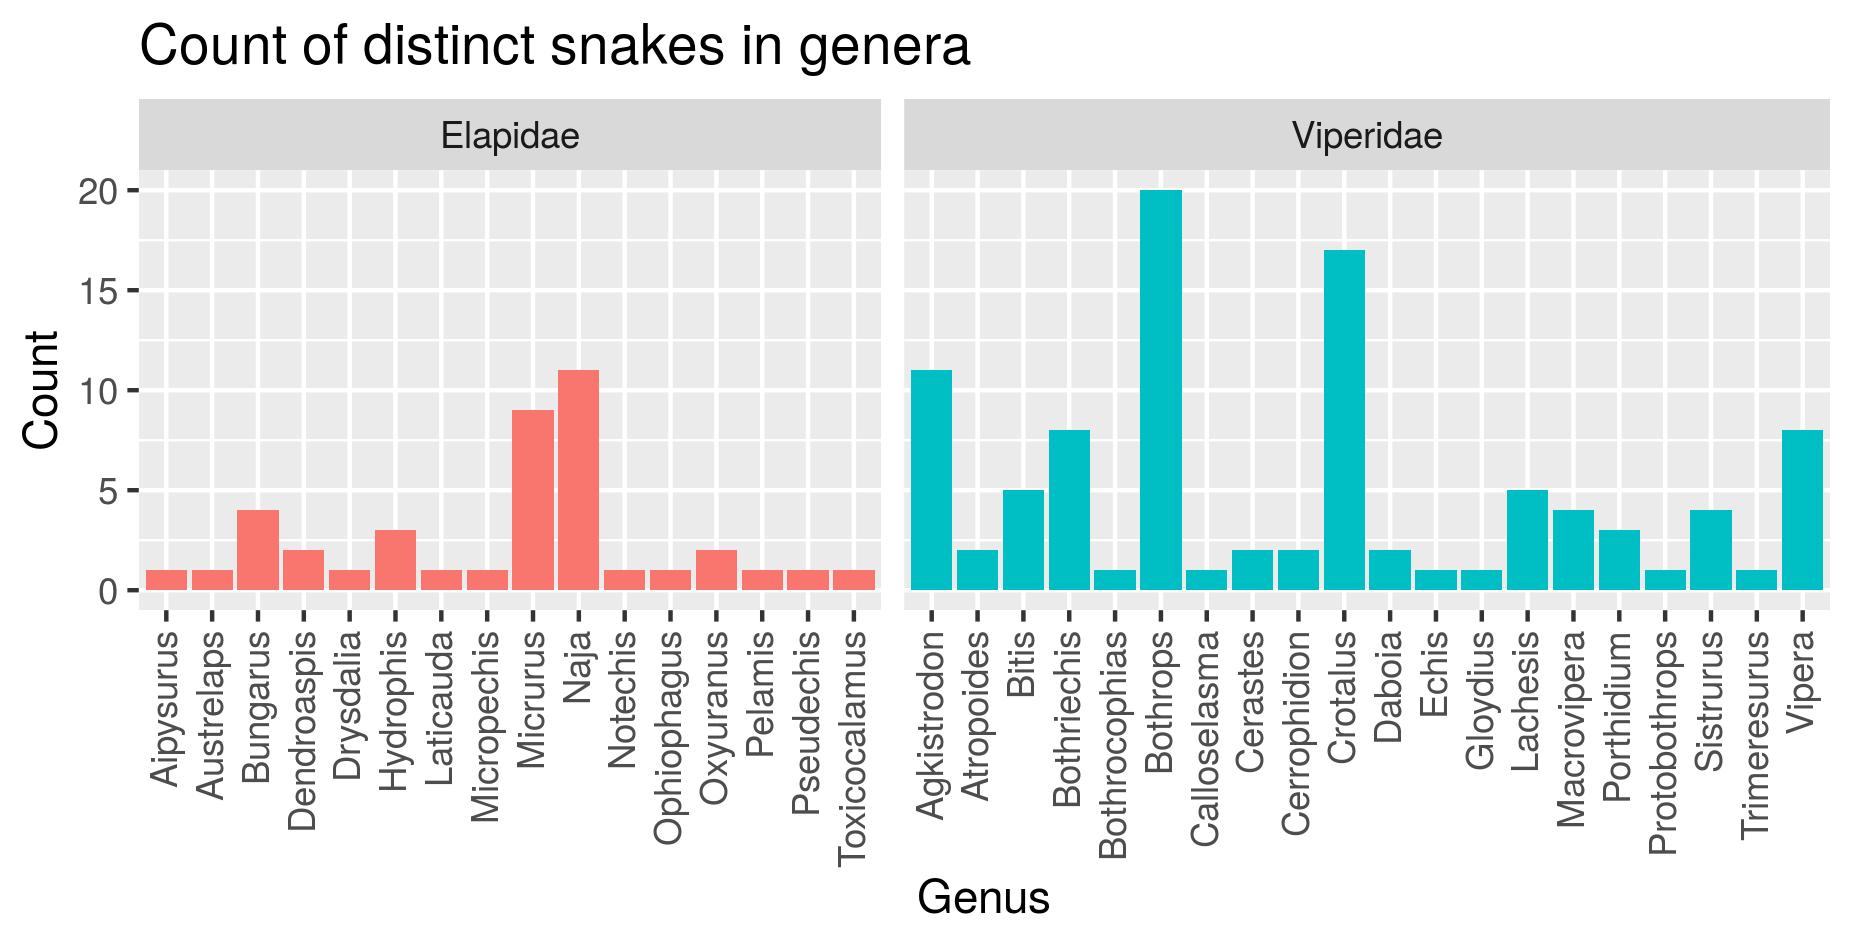 Count of distinct snakes in genera
Elapidae
Viperidae
Count
20
15
10
5
0
Aipysurus
Austrelaps
Bungarus
Dendroaspis
Drysdalia
Hydrophis
Laticauda
Micropechis
Micrurus
Naja
Notechis
Ophiophagus
Oxyuranus
Pelamis
Pseudechis
Toxicocalamus
Agkistrodon
Atropoides
Bitis
Bothriechis
Bothrocophias
Bothrops
Calloselasma
Cerastes
Cerrophidion
Crotalus
Daboia
Echis
Gloydius
Lachesis
Macrovipera
Porthidium
Protobothrops
Sistrurus
Trimeresurus
Vipera
Genus